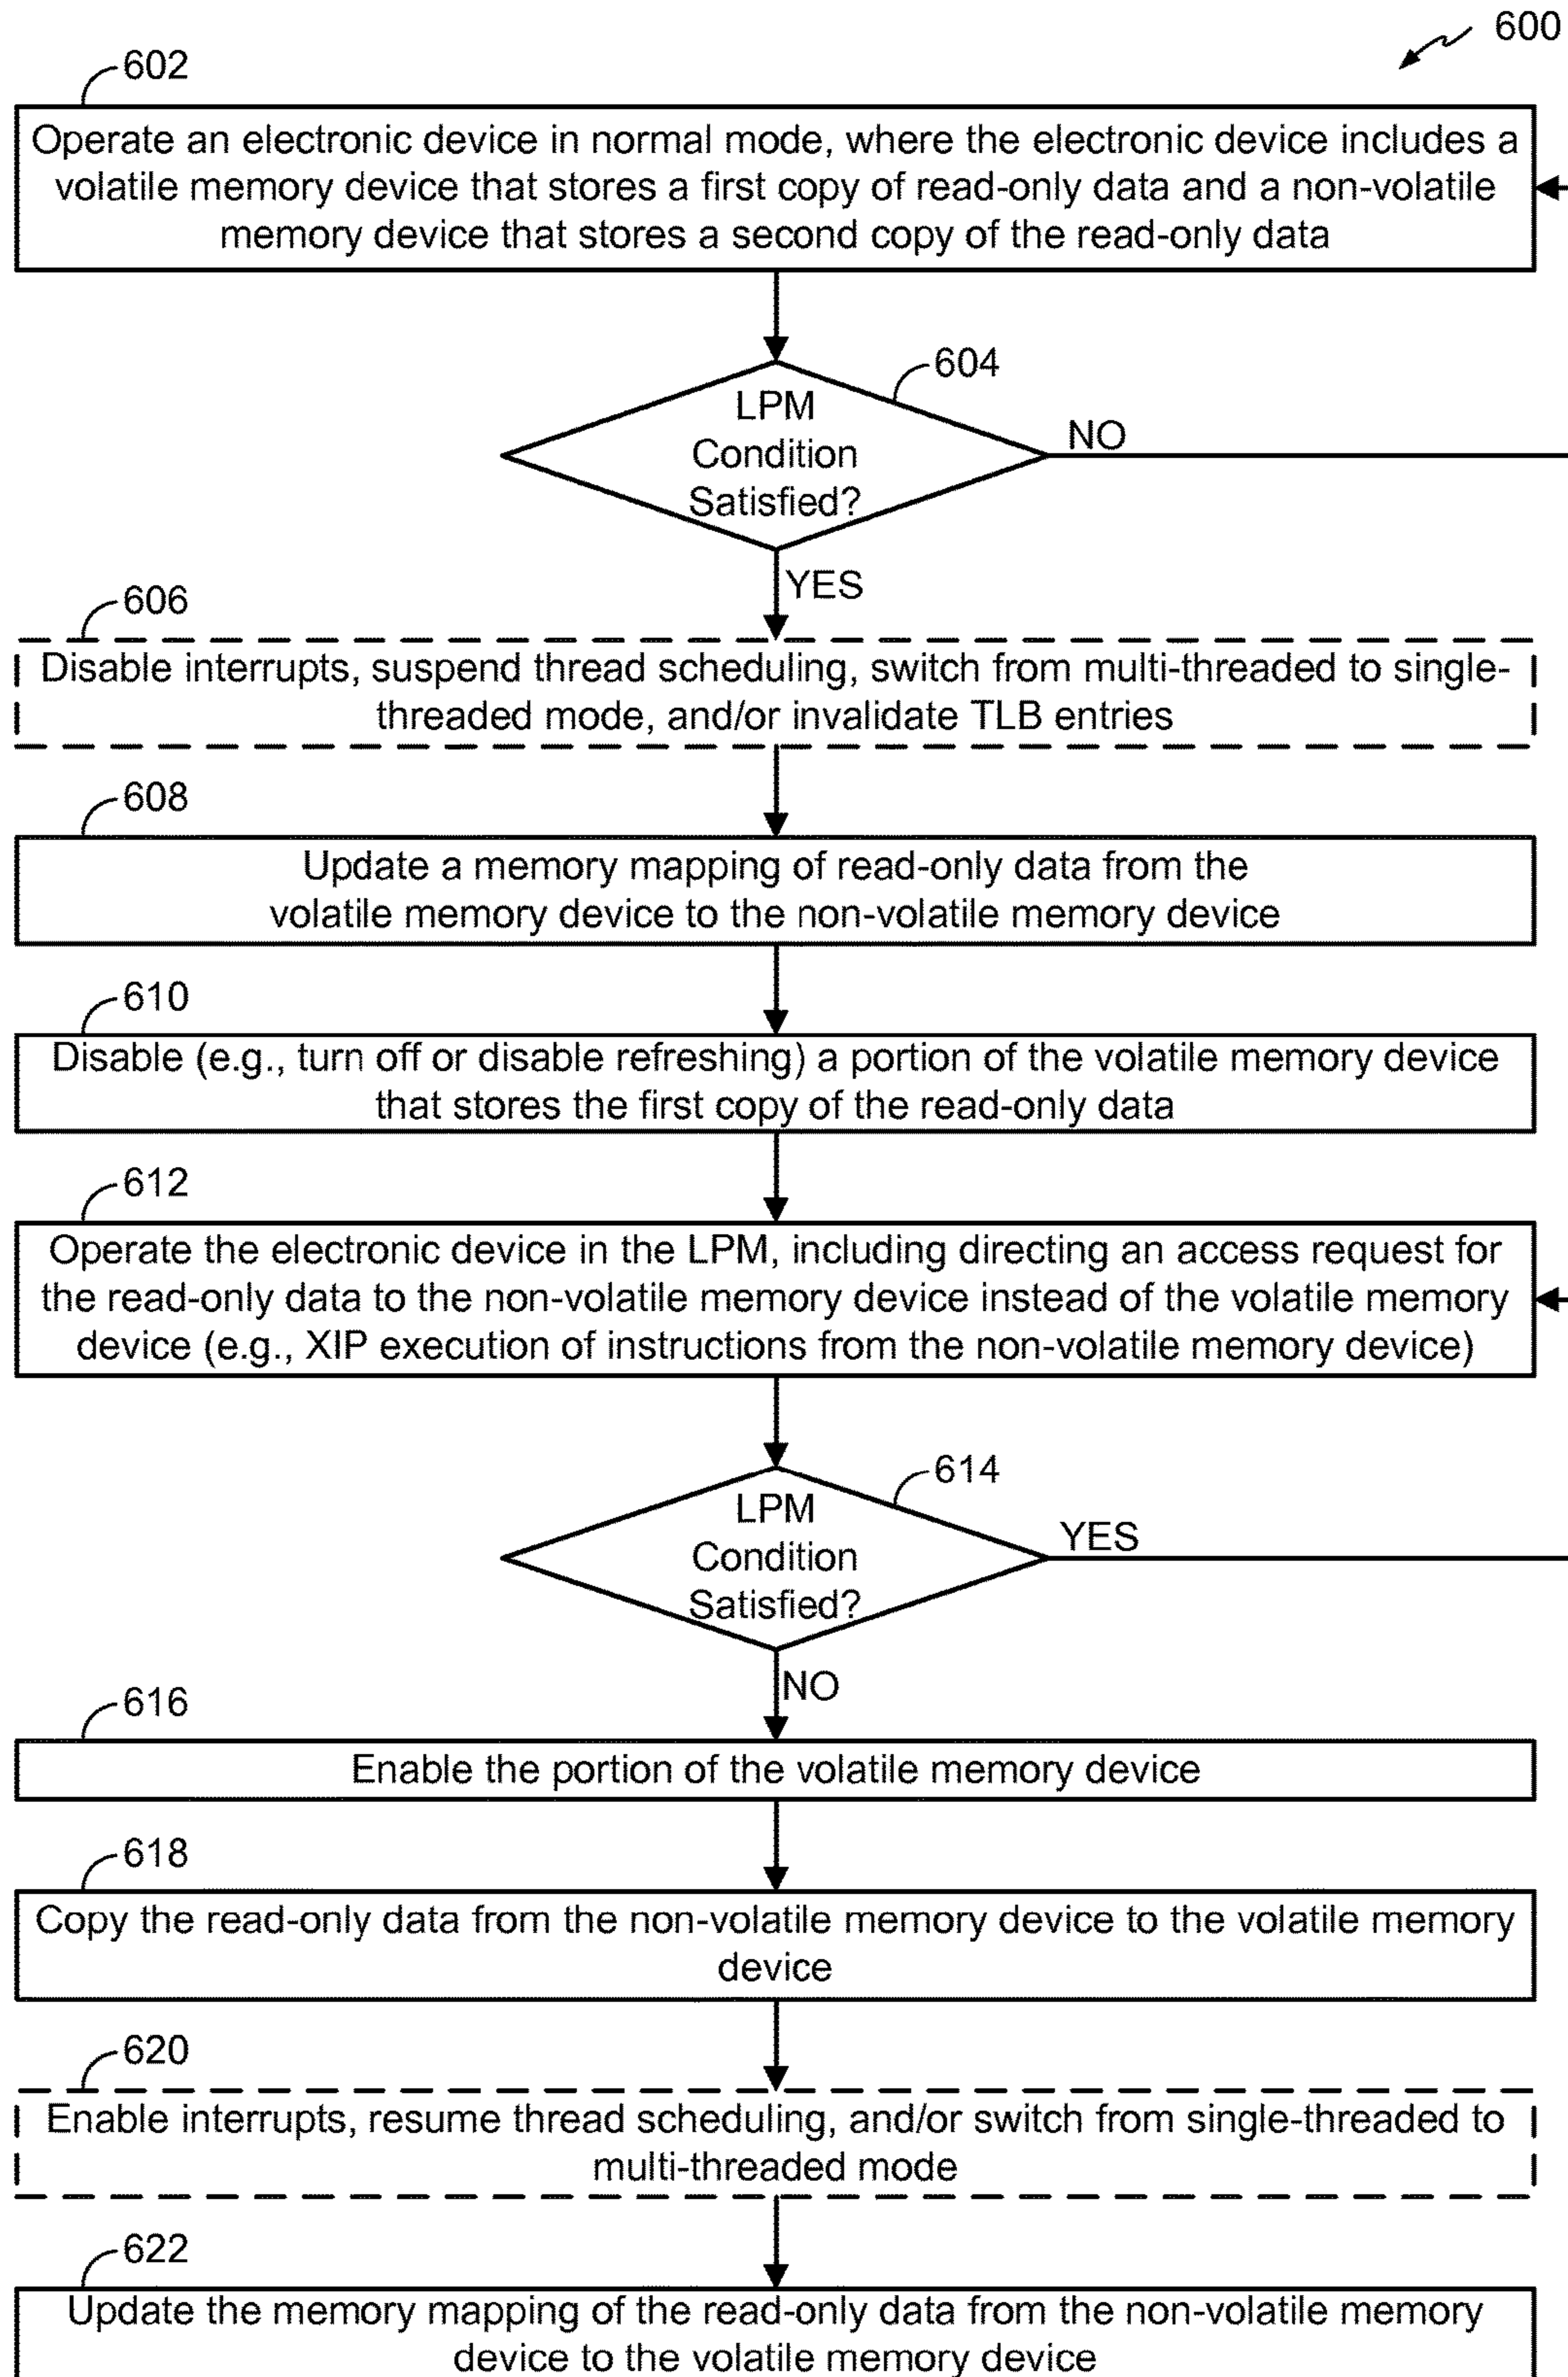 600
602
Operate an electronic device in normal mode, where the electronic device includes a
volatile memory device that stores a first copy of read-only data and a non-volatile
memory device that stores a second copy of the read-only data
604
LPM
Condition
Satisfied?
NO
YES
606
Disable interrupts, suspend thread scheduling, switch from multi-threaded to single-
threaded mode, and/or invalidate TLB entries
608
Update a memory mapping of read-only data from the
volatile memory device to the non-volatile memory device
610
Disable (e.g., turn off or disable refreshing) a portion of the volatile memory device
that stores the first copy of the read-only data
612
Operate the electronic device in the LPM, including directing an access request for
the read-only data to the non-volatile memory device instead of the volatile memory
device (e.g., XIP execution of instructions from the non-volatile memory device)
614
LPM
Condition
Satisfied?
YES
NO
616
Enable the portion of the volatile memory device
618
Copy the read-only data from the non-volatile memory device to the volatile memory
device
620
Enable interrupts, resume thread scheduling, and/or switch from single-threaded to
multi-threaded mode
622
Update the memory mapping of the read-only data from the non-volatile memory
device to the volatile memory device